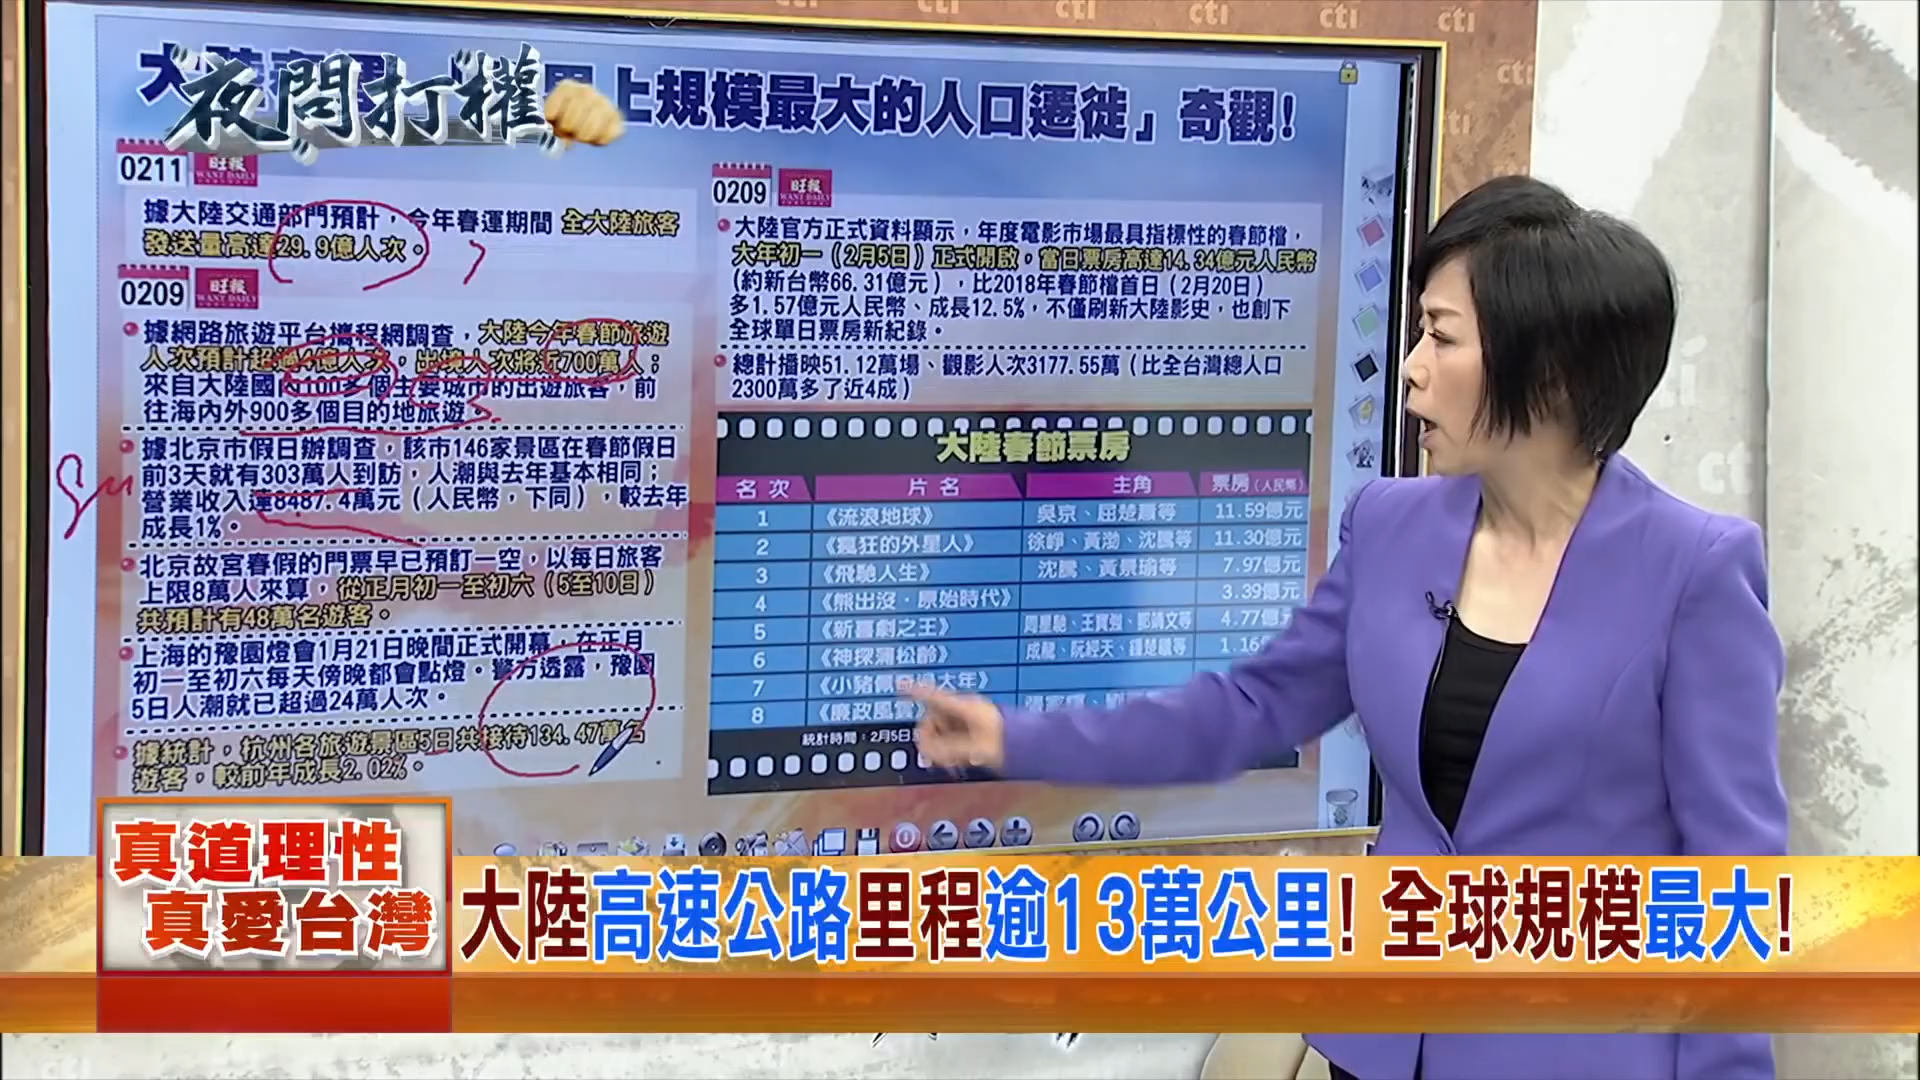 cti cti cti cti cti
夜問打權
上規模最大的人口遷徙」奇觀!
0211 旺報 WANT DAILY
據大陸交通部門預計，今年春運期間 全大陸旅客
發送量高達29.9億人次。
0209 旺報 WANT DAILY
據網路旅遊平台攜程網調查，大陸今年春節旅遊
人次預計超過4億人次，出境人次將近700萬人；
來自大陸國內100多個主要城市的出遊旅客，前
往海內外900多個目的地旅遊。
據北京市假日辦調查，該市146家景區在春節假日
前3天就有303萬人到訪，人潮與去年基本相同；
營業收入達8487.4萬元（人民幣，下同），較去年
成長1%。
北京故宮春假的門票早已預訂一空，以每日旅客
上限8萬人來算，從正月初一至初六（5至10日）
共預計有48萬名遊客。
上海的豫園燈會1月21日晚間正式開幕，在正月
初一至初六每天傍晚都會點燈。警方透露，豫園
5日人潮就已超過24萬人次。
據統計，杭州各旅遊景區5日共接待134.47萬名
遊客，較前年成長2.02%。
0209 旺報 WANT DAILY
大陸官方正式資料顯示，年度電影市場最具指標性的春節檔，
大年初一（2月5日）正式開啟，當日票房高達14.34億元人民幣
（約新台幣66.31億元），比2018年春節檔首日（2月20日）
多1.57億元人民幣、成長12.5%，不僅刷新大陸影史，也創下
全球單日票房新紀錄。
總計播映51.12萬場、觀影人次3177.55萬（比全台灣總人口
2300萬多了近4成）
大陸春節票房
名次 片名 主角 票房（人民幣）
1 《流浪地球》 吳京、屈楚蕭等 11.59億元
2 《瘋狂的外星人》 徐崢、黃渤、沈騰等 11.30億元
3 《飛馳人生》 沈騰、黃景瑜等 7.97億元
4 《熊出沒·原始時代》 3.39億元
5 《新喜劇之王》 周星馳、王寶強、鄂靖文等 4.77億元
6 《神探蒲松齡》 成龍、阮經天、鍾楚曦等 1.16
7 《小豬佩奇過大年》
8 《廉政風雲》
統計時間：2月5日
真道理性
真愛台灣
大陸高速公路里程逾13萬公里! 全球規模最大!